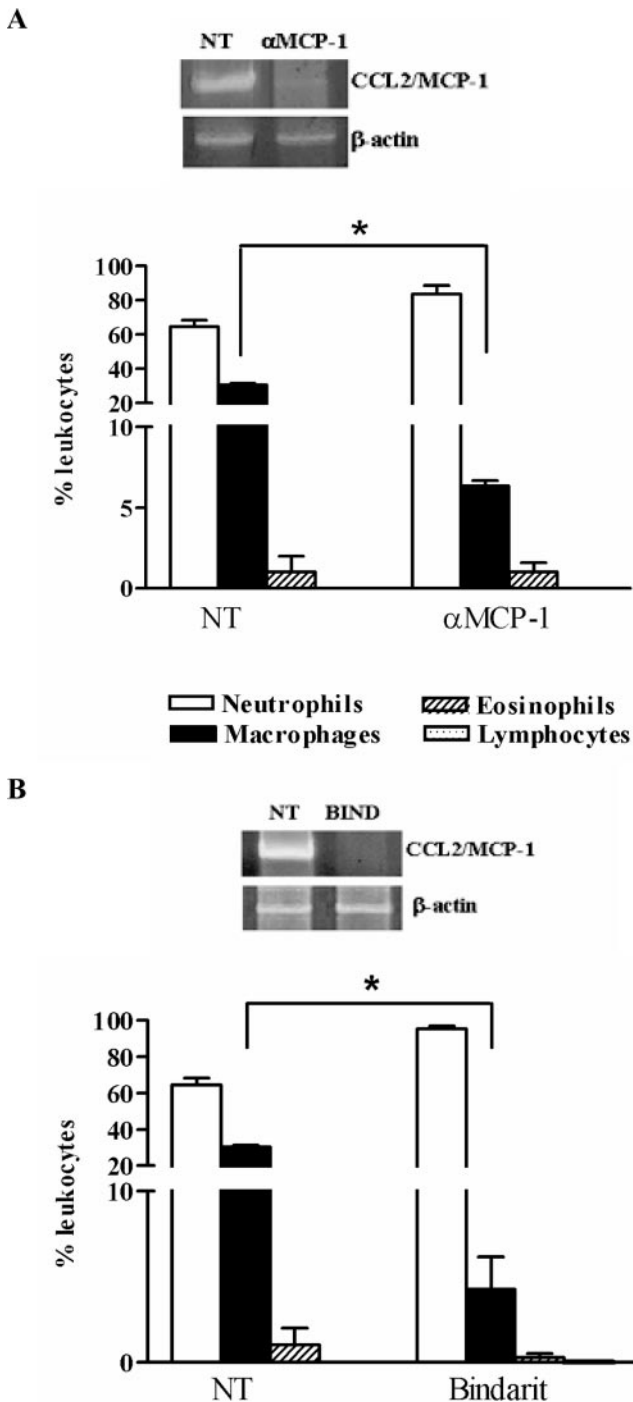 A
NT αMCP-1
CCL2/MCP-1
β-actin
*
% leukocytes
100
80
60
40
20
10
5
0
NT αMCP-1
Neutrophils Eosinophils
Macrophages Lymphocytes
B
NT BIND
CCL2/MCP-1
β-actin
*
% leukocytes
100
80
60
40
20
10
0
NT Bindarit